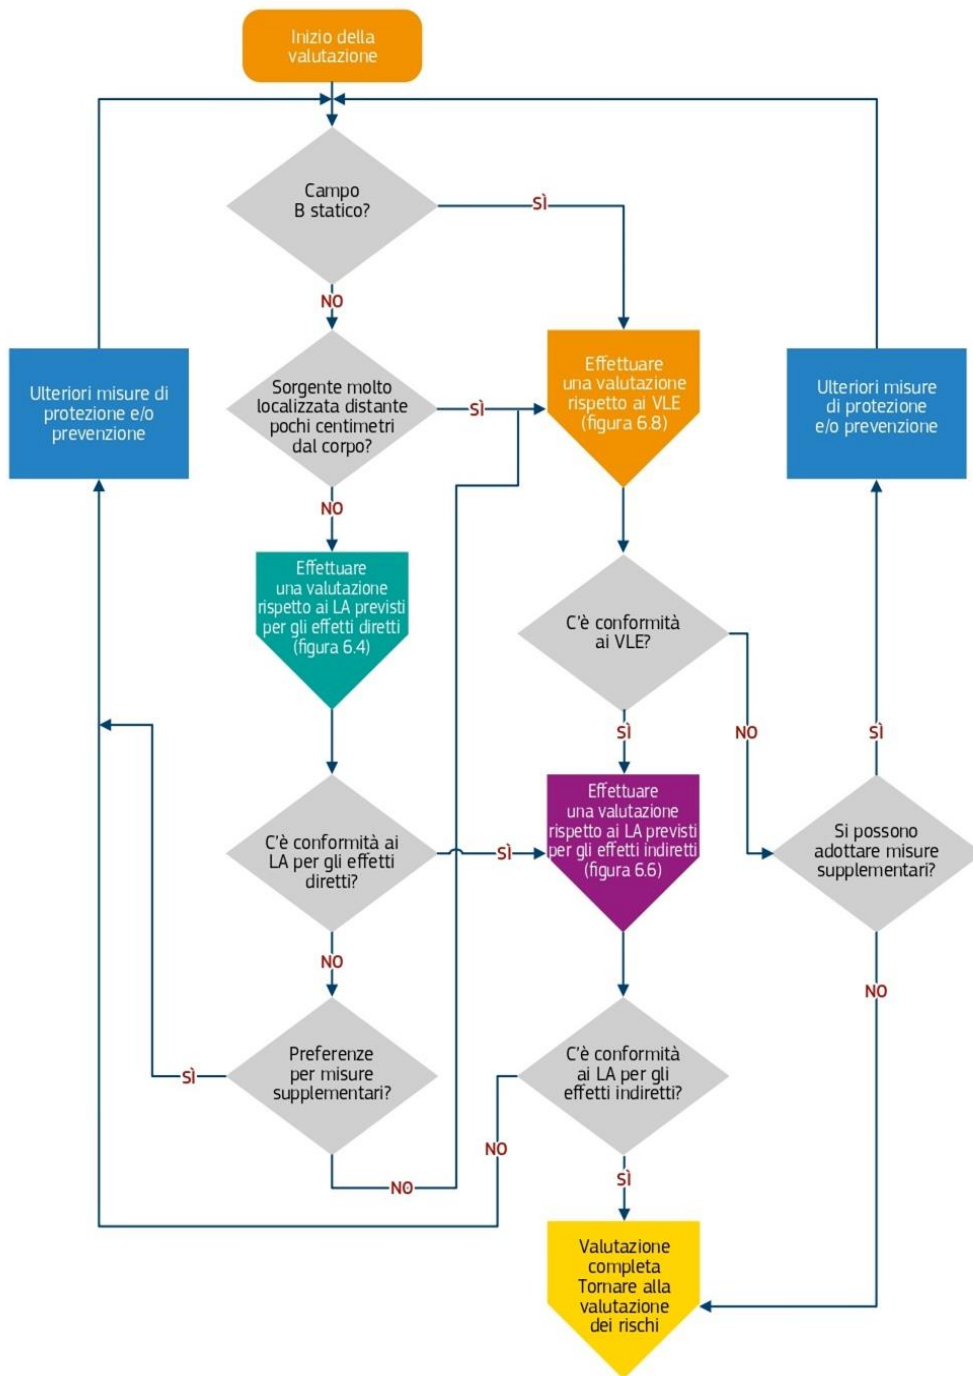 Inizio della
valutazione
Campo
B statico?
SÌ
NO
Ulteriori misure di
protezione e/o
prevenzione
Sorgente molto
localizzata distante
pochi centimetri
dal corpo?
SÌ
Effettuare
una valutazione
rispetto ai VLE
(figura 6.8)
Ulteriori misure
di protezione
e/o prevenzione
NO
Effettuare
una valutazione
rispetto ai LA previsti
per gli effetti diretti
(figura 6.4)
C'è conformità
ai VLE?
SÌ
NO
SÌ
C'è conformità ai
LA per gli effetti
diretti?
SÌ
Effettuare
una valutazione
rispetto ai LA previsti
per gli effetti indiretti
(figura 6.6)
Si possono
adottare misure
supplementari?
NO
NO
Preferenze
per misure
supplementari?
SÌ
NO
C'è conformità
ai LA per gli
effetti indiretti?
NO
SÌ
Valutazione
completa
Tornare alla
valutazione
dei rischi